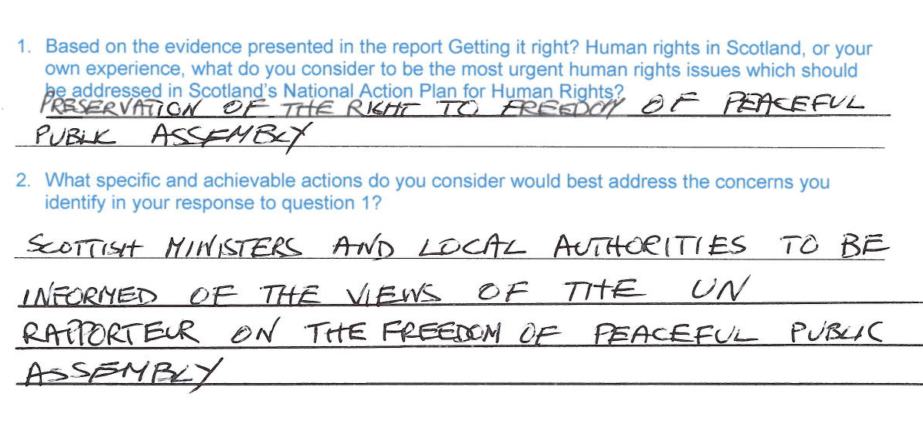 1. Based on the evidence presented in the report Getting it right? Human rights in Scotland, or your
own experience, what do you consider to be the most urgent human rights issues which should
be addressed in Scotland's National Action Plan for Human Rights?
PRESERVATION OF THE RIGHT TO FREEDOM OF PEACEFUL
PUBLIC ASSEMBLY
2. What specific and achievable actions do you consider would best address the concerns you
identify in your response to question 1?
SCOTTISH MINISTERS AND LOCAL AUTHORITIES TO BE
INFORMED OF THE VIEWS OF THE UN
RAPPORTEUR ON THE FREEDOM OF PEACEFUL PUBLIC
ASSEMBLY